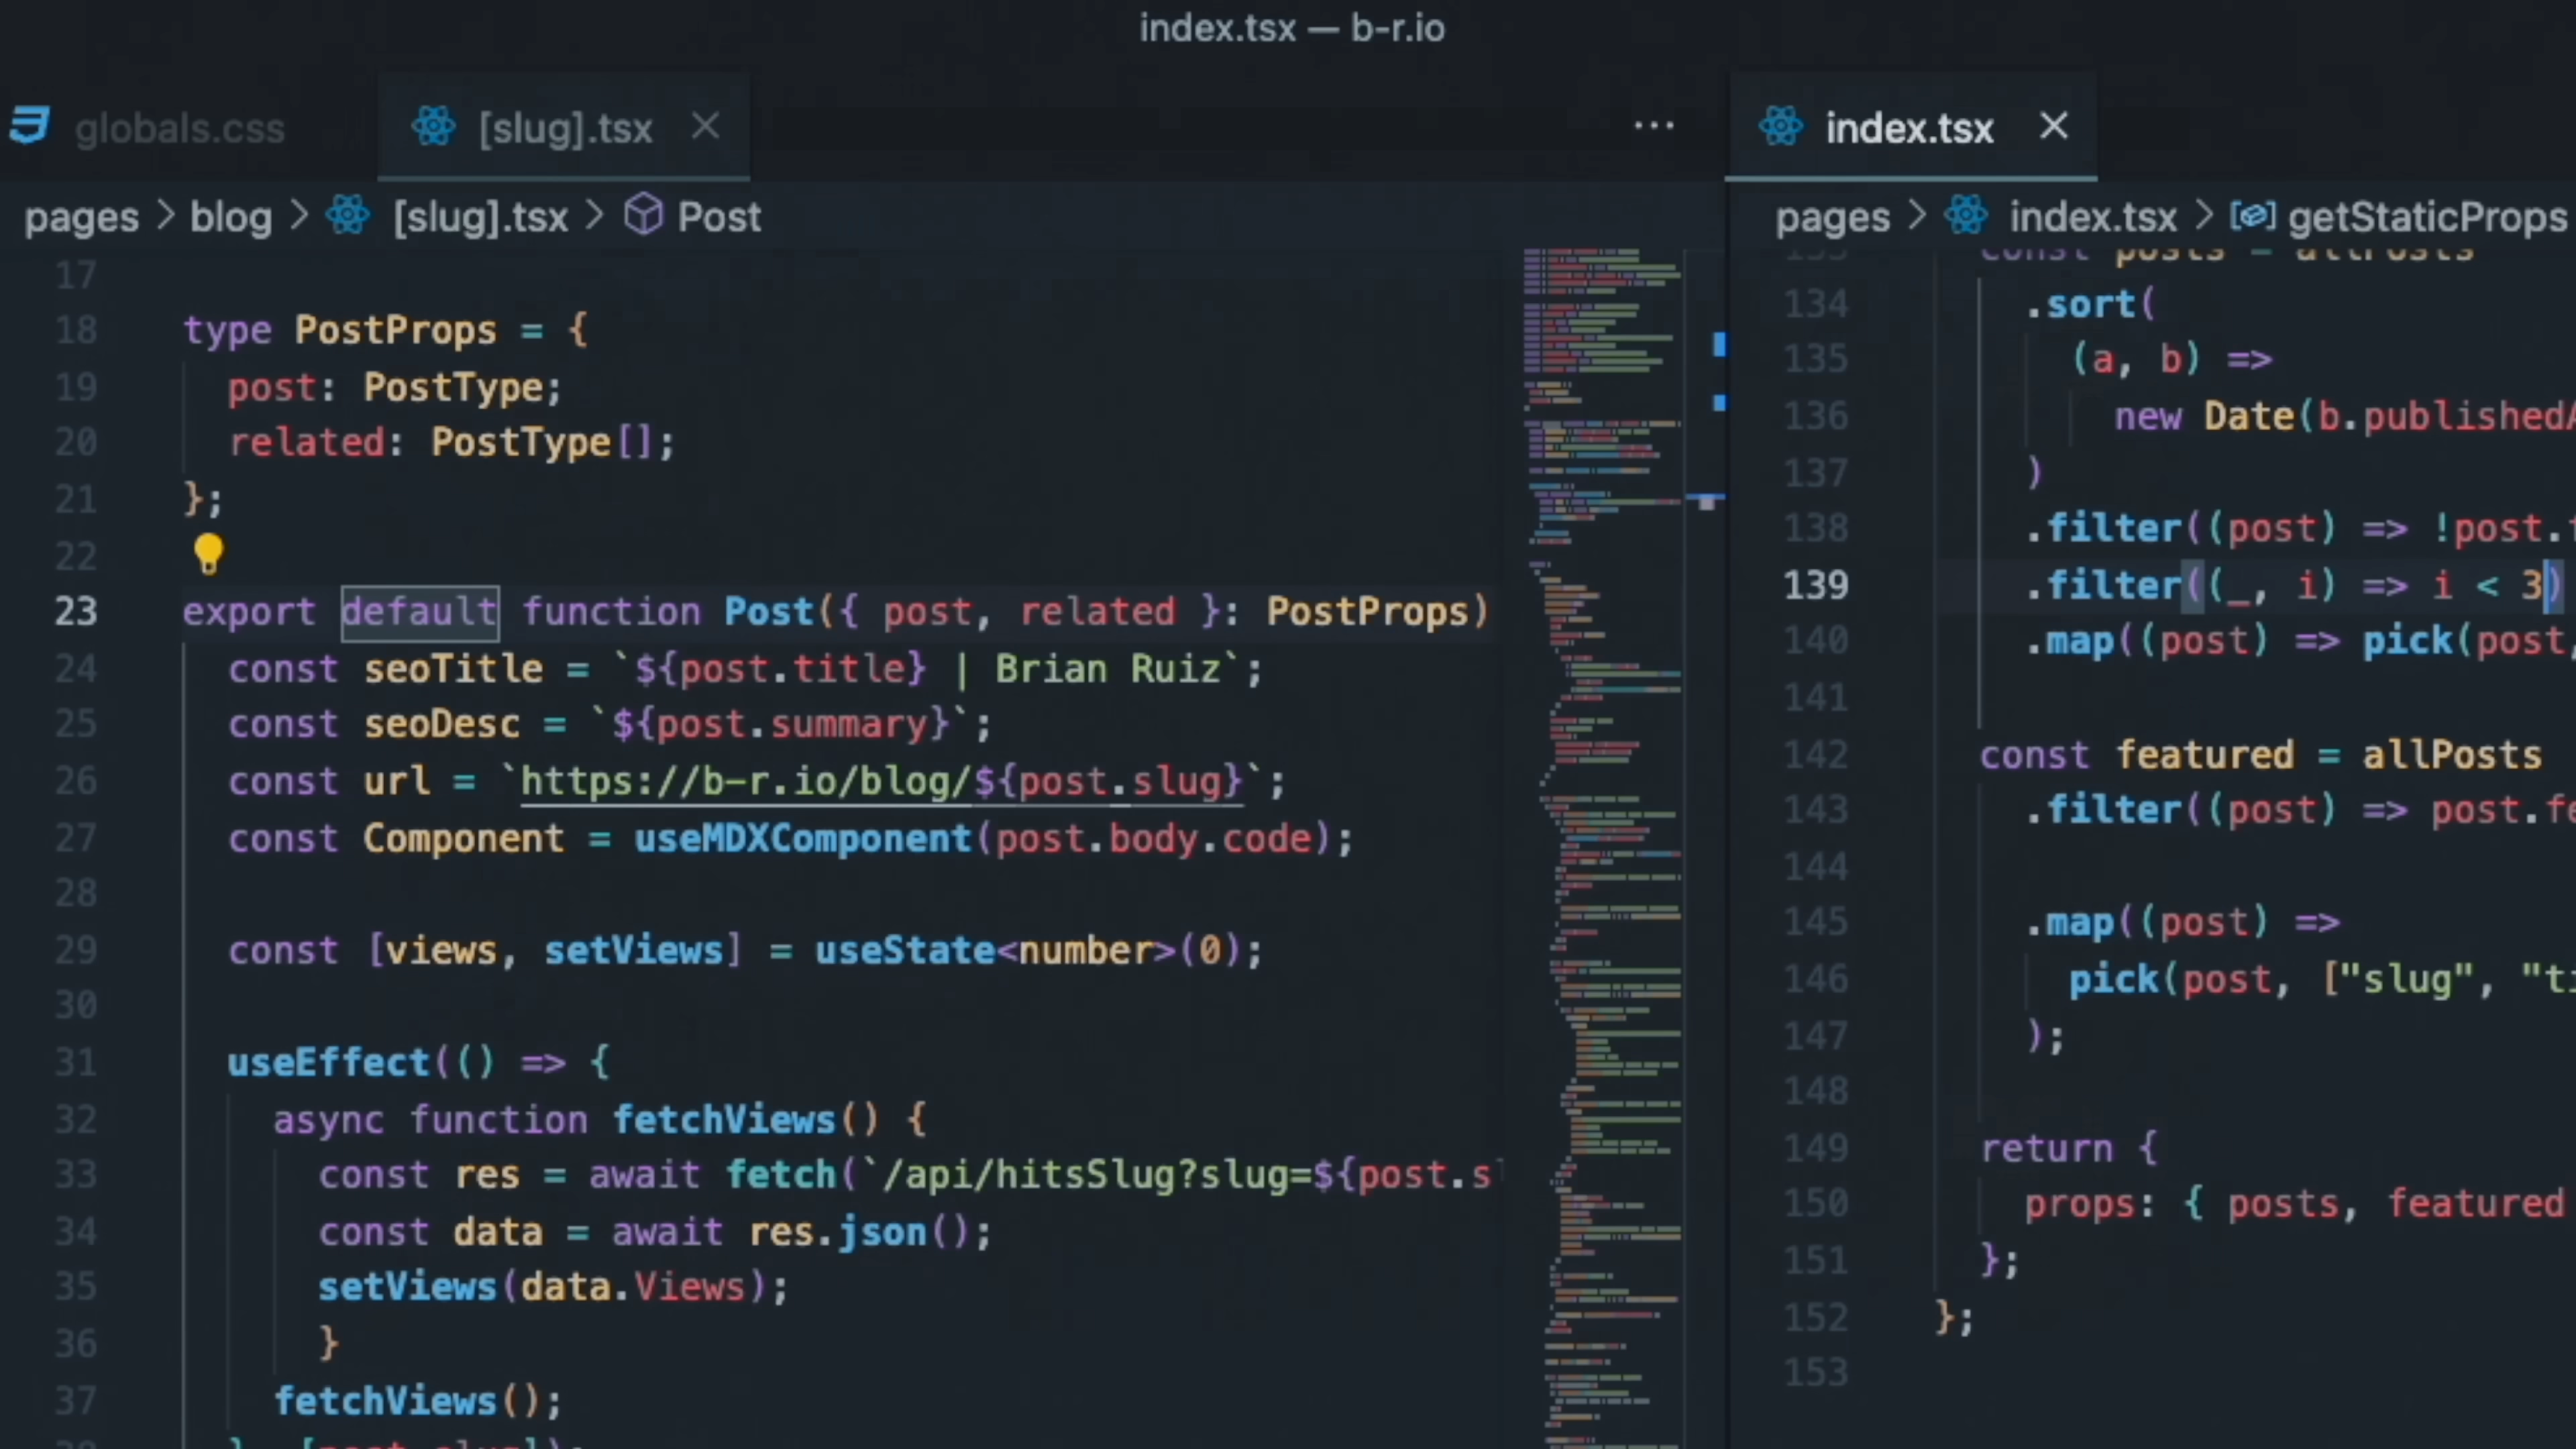 index.tsx — b-r.io
globals.css
[slug].tsx
pages > blog > [slug].tsx > Post
17
18 type PostProps = {
19 post: PostType;
20 related: PostType[];
21 };
22
23 export default function Post({ post, related }: PostProps)
24 const seoTitle = `${post.title} | Brian Ruiz`;
25 const seoDesc = `${post.summary}`;
26 const url = `https://b-r.io/blog/${post.slug}`;
27 const Component = useMDXComponent(post.body.code);
28
29 const [views, setViews] = useState<number>(0);
30
31 useEffect(() => {
32 async function fetchViews() {
33 const res = await fetch(`/api/hitsSlug?slug=${post.s
34 const data = await res.json();
35 setViews(data.Views);
36 }
37 fetchViews();
index.tsx
pages > index.tsx > getStaticProps
const posts = allPosts
134 .sort(
135 (a, b) =>
136 new Date(b.published
137 )
138 .filter((post) => !post.
139 .filter((_, i) => i < 3)
140 .map((post) => pick(post,
141
142 const featured = allPosts
143 .filter((post) => post.fe
144
145 .map((post) =>
146 pick(post, ["slug", "ti
147 );
148
149 return {
150 props: { posts, featured
151 };
152 };
153